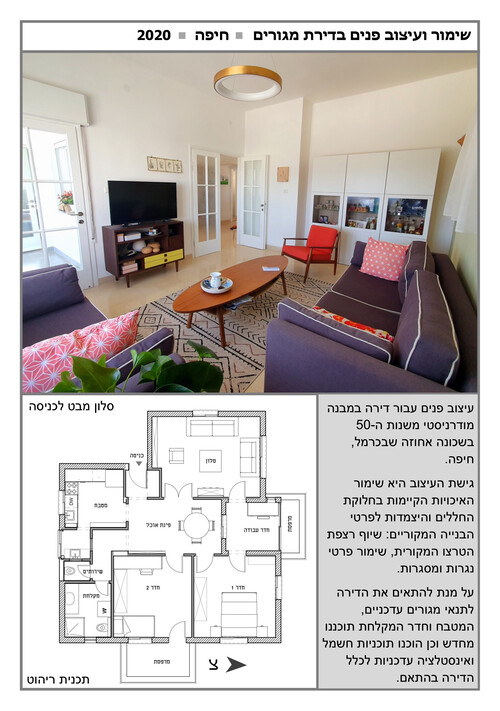 שימור ועיצוב פנים בדירת מגורים ▪ חיפה ▪ 2020
עיצוב פנים עבור דירה במבנה
מודרניסטי משנות ה-50
בשכונה אחוזה שבכרמל,
חיפה.
גישת העיצוב היא שימור
האיכויות הקיימות בחלוקת
החללים והיצמדות לפרטי
הבנייה המקוריים: שיוף רצפת
הטרצו המקורית, שימור פרטי
נגרות ומסגרות.
על מנת להתאים את הדירה
לתנאי מגורים עדכניים,
המטבח וחדר המקלחת תוכננו
מחדש וכן הוכנו תוכניות חשמל
ואינסטלציה עדכניות לכלל
הדירה בהתאם.
סלון מבט לכניסה
כניסה
סלון
מטבח
פינת אוכל
חדר עבודה
מרפסת
שירותים
מקלחת
חדר 2
חדר 1
מרפסת
צ
תכנית ריהוט